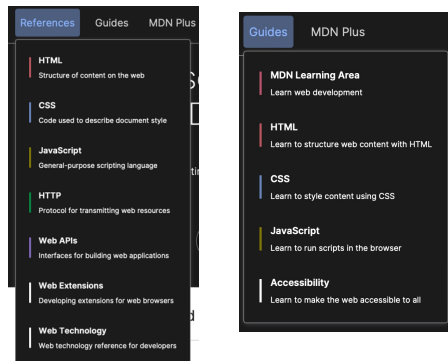 References Guides MDN Plus
HTML
Structure of content on the web
CSS
Code used to describe document style
JavaScript
General-purpose scripting language
HTTP
Protocol for transmitting web resources
Web APIs
Interfaces for building web applications
Web Extensions
Developing extensions for web browsers
Web Technology
Web technology reference for developers
Guides MDN Plus
MDN Learning Area
Learn web development
HTML
Learn to structure web content with HTML
CSS
Learn to style content using CSS
JavaScript
Learn to run scripts in the browser
Accessibility
Learn to make the web accessible to all